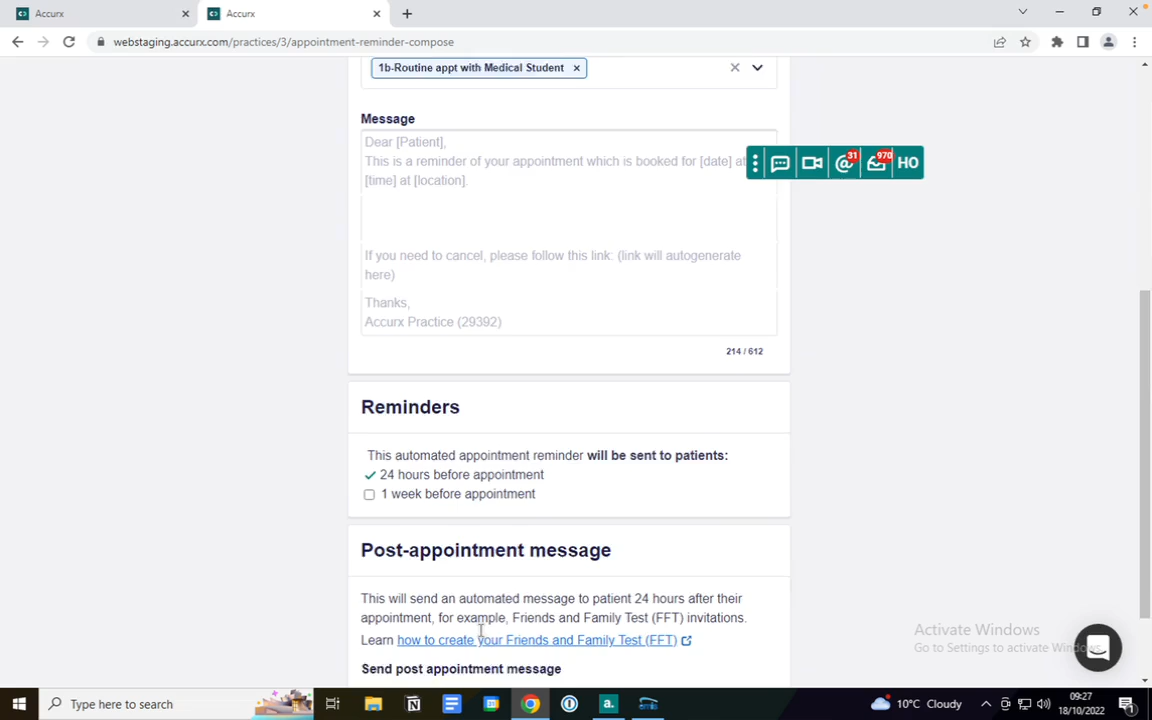 Accurx
Accurx
webstaging.accurx.com/practices/3/appointment-reminder-compose
1b-Routine appt with Medical Student
Message
Dear [Patient],
This is a reminder of your appointment which is booked for [date] at
[time] at [location].
31
970
HO
If you need to cancel, please follow this link: (link will autogenerate
here)
Thanks,
Accurx Practice (29392)
214 / 612
Reminders
This automated appointment reminder will be sent to patients:
24 hours before appointment
1 week before appointment
Post-appointment message
This will send an automated message to patient 24 hours after their
appointment, for example, Friends and Family Test (FFT) invitations.
Learn how to create your Friends and Family Test (FFT)
Send post appointment message
Activate Windows
Go to Settings to activate Windows.
Type here to search
N
a.
10°C Cloudy
09:27
18/10/2022
1